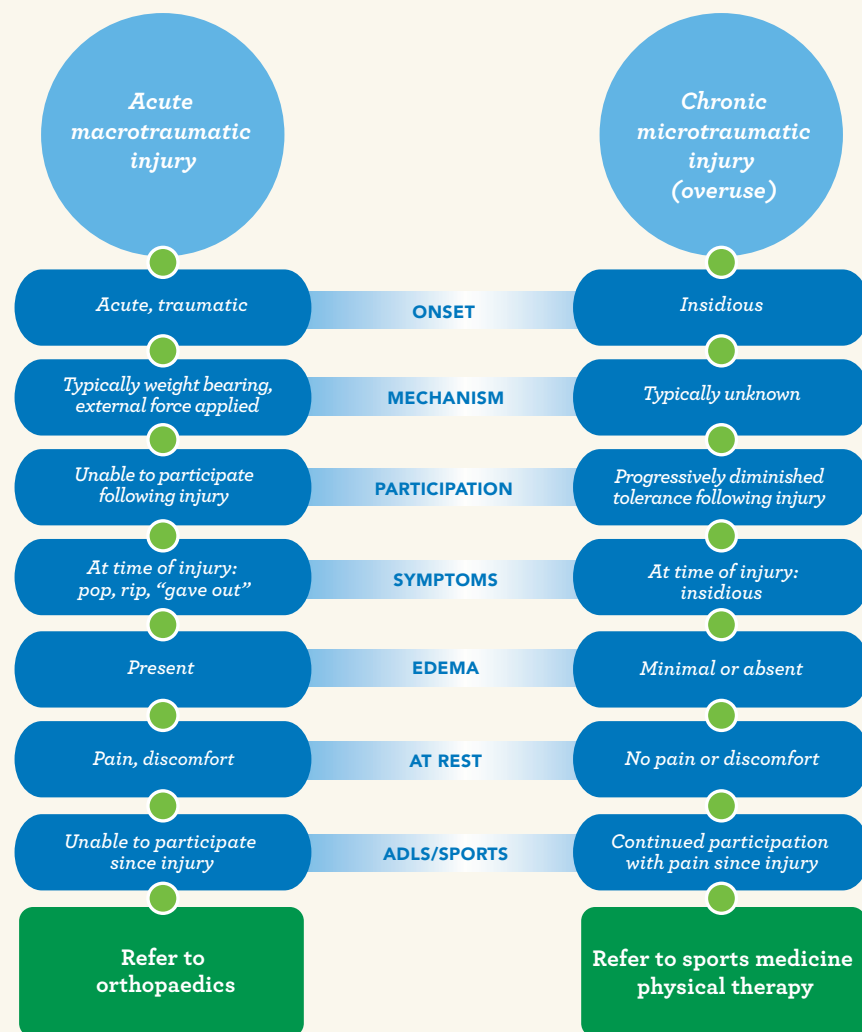 Acute
macrotraumatic
injury
Chronic
microtraumatic
injury
(overuse)
Acute, traumatic
ONSET
Insidious
Typically weight bearing,
external force applied
MECHANISM
Typically unknown
Unable to participate
following injury
PARTICIPATION
Progressively diminished
tolerance following injury
At time of injury:
pop, rip, “gave out”
SYMPTOMS
At time of injury:
insidious
Present
EDEMA
Minimal or absent
Pain, discomfort
AT REST
No pain or discomfort
Unable to participate
since injury
ADLS/SPORTS
Continued participation
with pain since injury
Refer to
orthopaedics
Refer to sports medicine
physical therapy